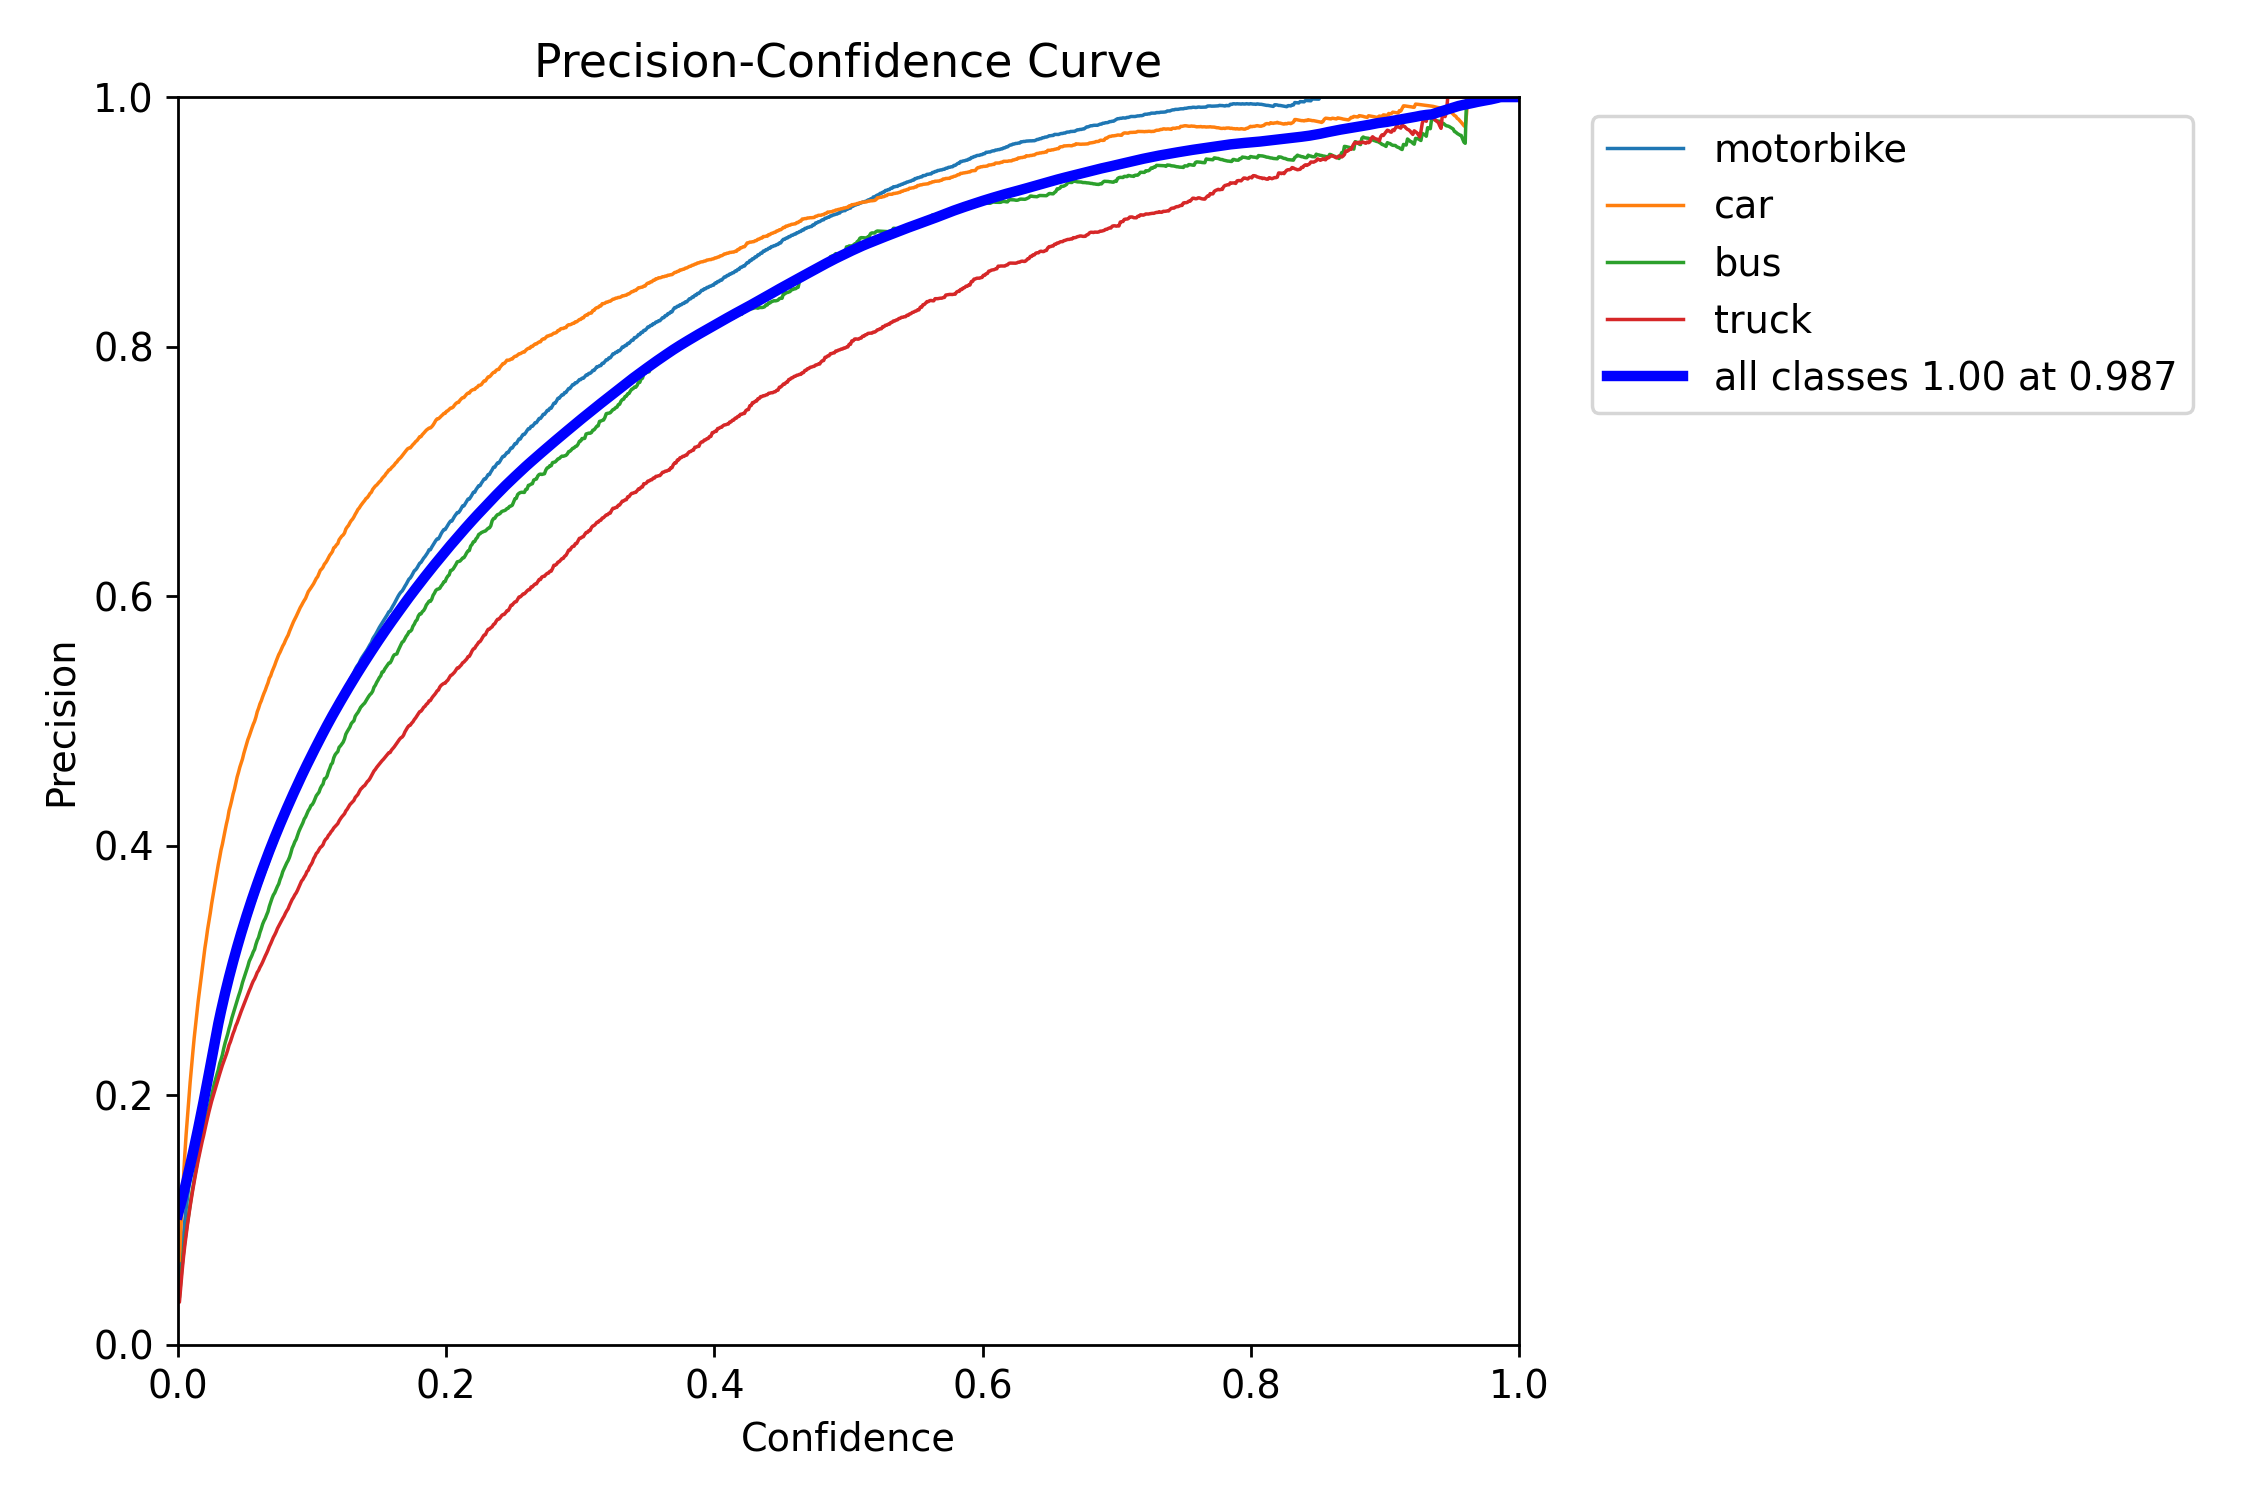 Precision-Confidence Curve
1.0
0.8
0.6
0.4
0.2
0.0
Precision
0.0 0.2 0.4 0.6 0.8 1.0
Confidence
motorbike
car
bus
truck
all classes 1.00 at 0.987